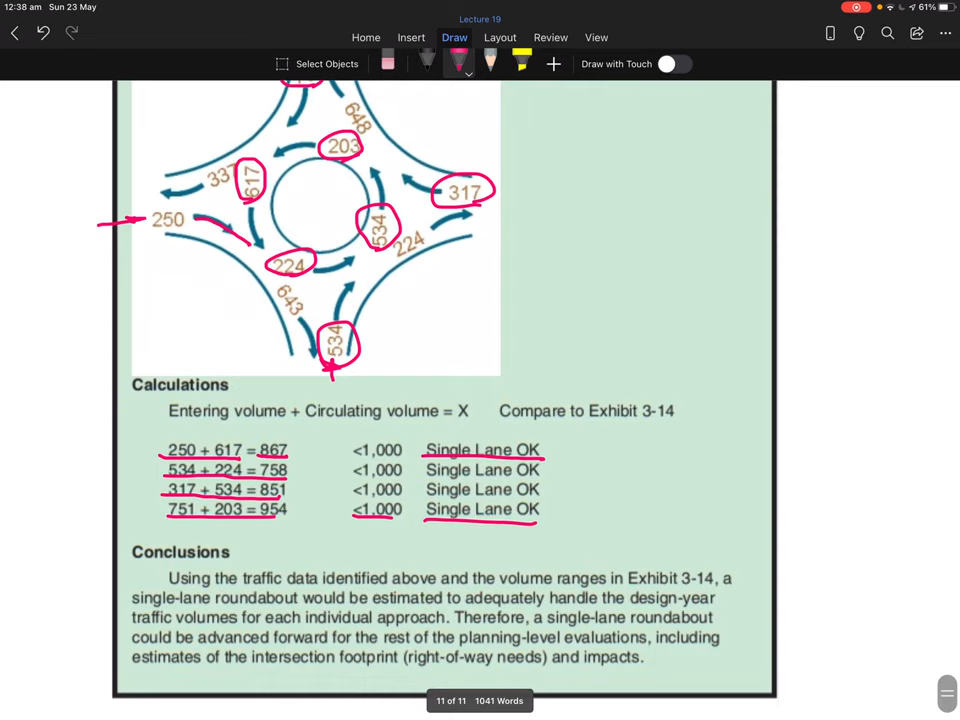 12:38 am Sun 23 May
61%
Lecture 19
Home Insert Draw Layout Review View
Select Objects
Draw with Touch
648
203
337
617
317
250
534
224
224
643
534
Calculations
Entering volume + Circulating volume = X Compare to Exhibit 3-14
250 + 617 = 867 <1,000 Single Lane OK
534 + 224 = 758 <1,000 Single Lane OK
317 + 534 = 851 <1,000 Single Lane OK
751 + 203 = 954 <1,000 Single Lane OK
Conclusions
Using the traffic data identified above and the volume ranges in Exhibit 3-14, a
single-lane roundabout would be estimated to adequately handle the design-year
traffic volumes for each individual approach. Therefore, a single-lane roundabout
could be advanced forward for the rest of the planning-level evaluations, including
estimates of the intersection footprint (right-of-way needs) and impacts.
11 of 11 1041 Words